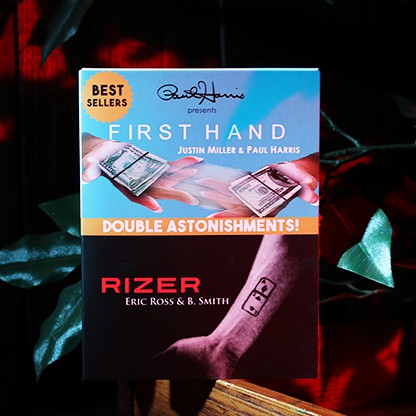 BEST
SELLERS
Paul Harris
presents
FIRST HAND
JUSTIN MILLER & PAUL HARRIS
DOUBLE ASTONISHMENTS!
RIZER
ERIC ROSS & B. SMITH